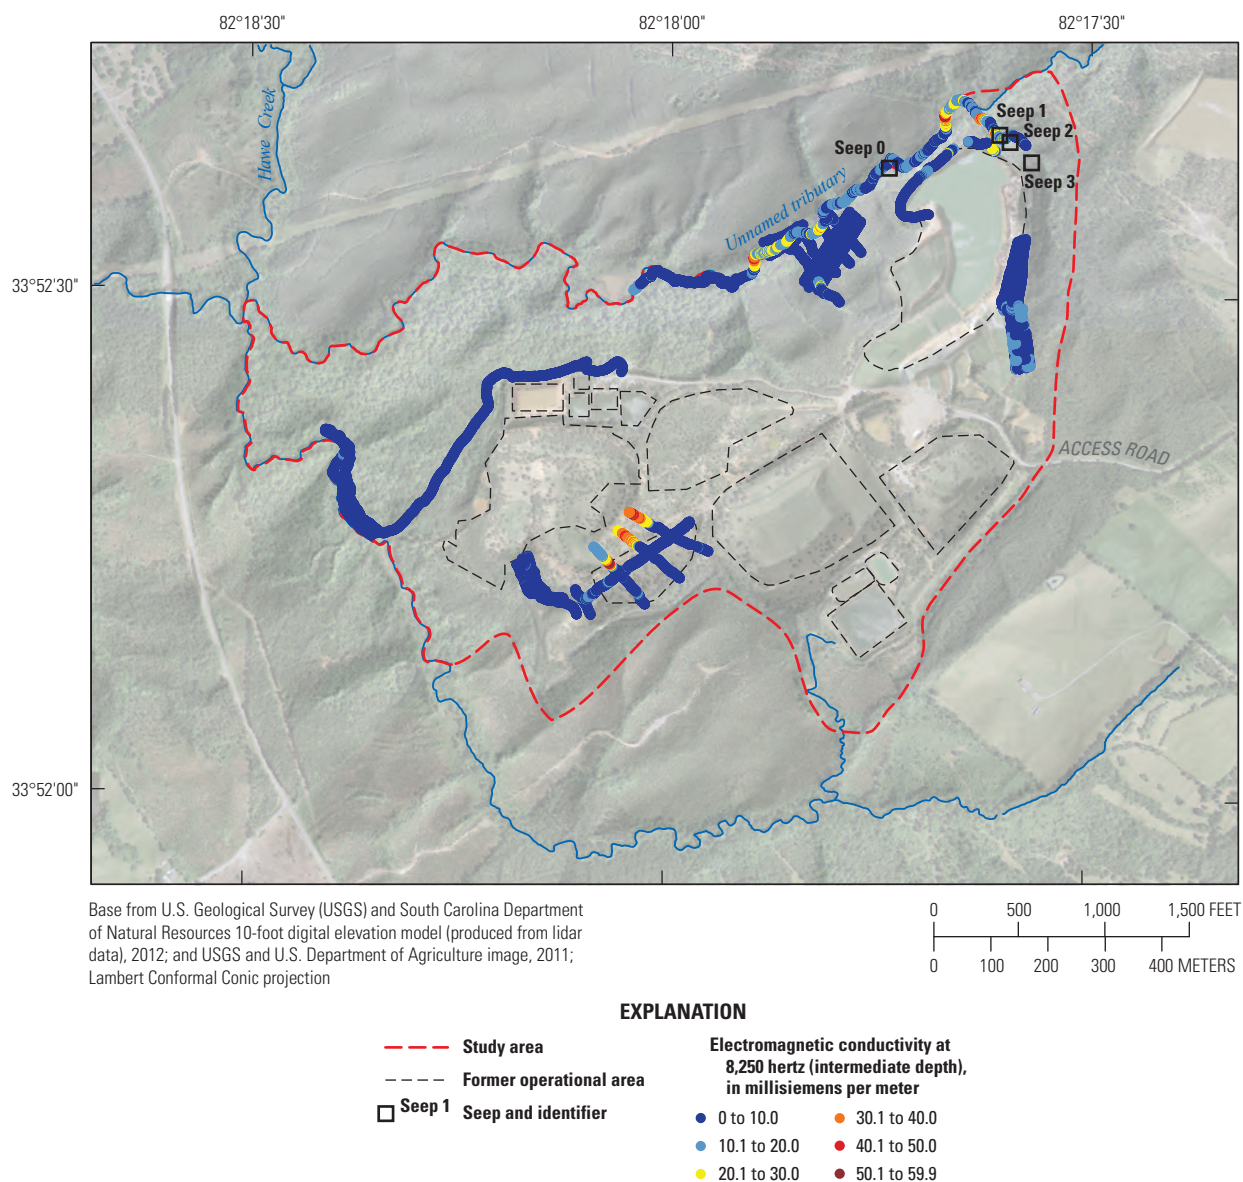 82°18'30"
82°18'00"
82°17'30"
Hawe Creek
Seep 1
Seep 2
Seep 0
Seep 3
Unnamed tributary
33°52'30"
ACCESS ROAD
33°52'00"
Base from U.S. Geological Survey (USGS) and South Carolina Department
of Natural Resources 10-foot digital elevation model (produced from lidar
data), 2012; and USGS and U.S. Department of Agriculture image, 2011;
Lambert Conformal Conic projection
0 500 1,000 1,500 FEET
0 100 200 300 400 METERS
EXPLANATION
Study area
Former operational area
Seep 1 Seep and identifier
Electromagnetic conductivity at
8,250 hertz (intermediate depth),
in millisiemens per meter
0 to 10.0
10.1 to 20.0
20.1 to 30.0
30.1 to 40.0
40.1 to 50.0
50.1 to 59.9